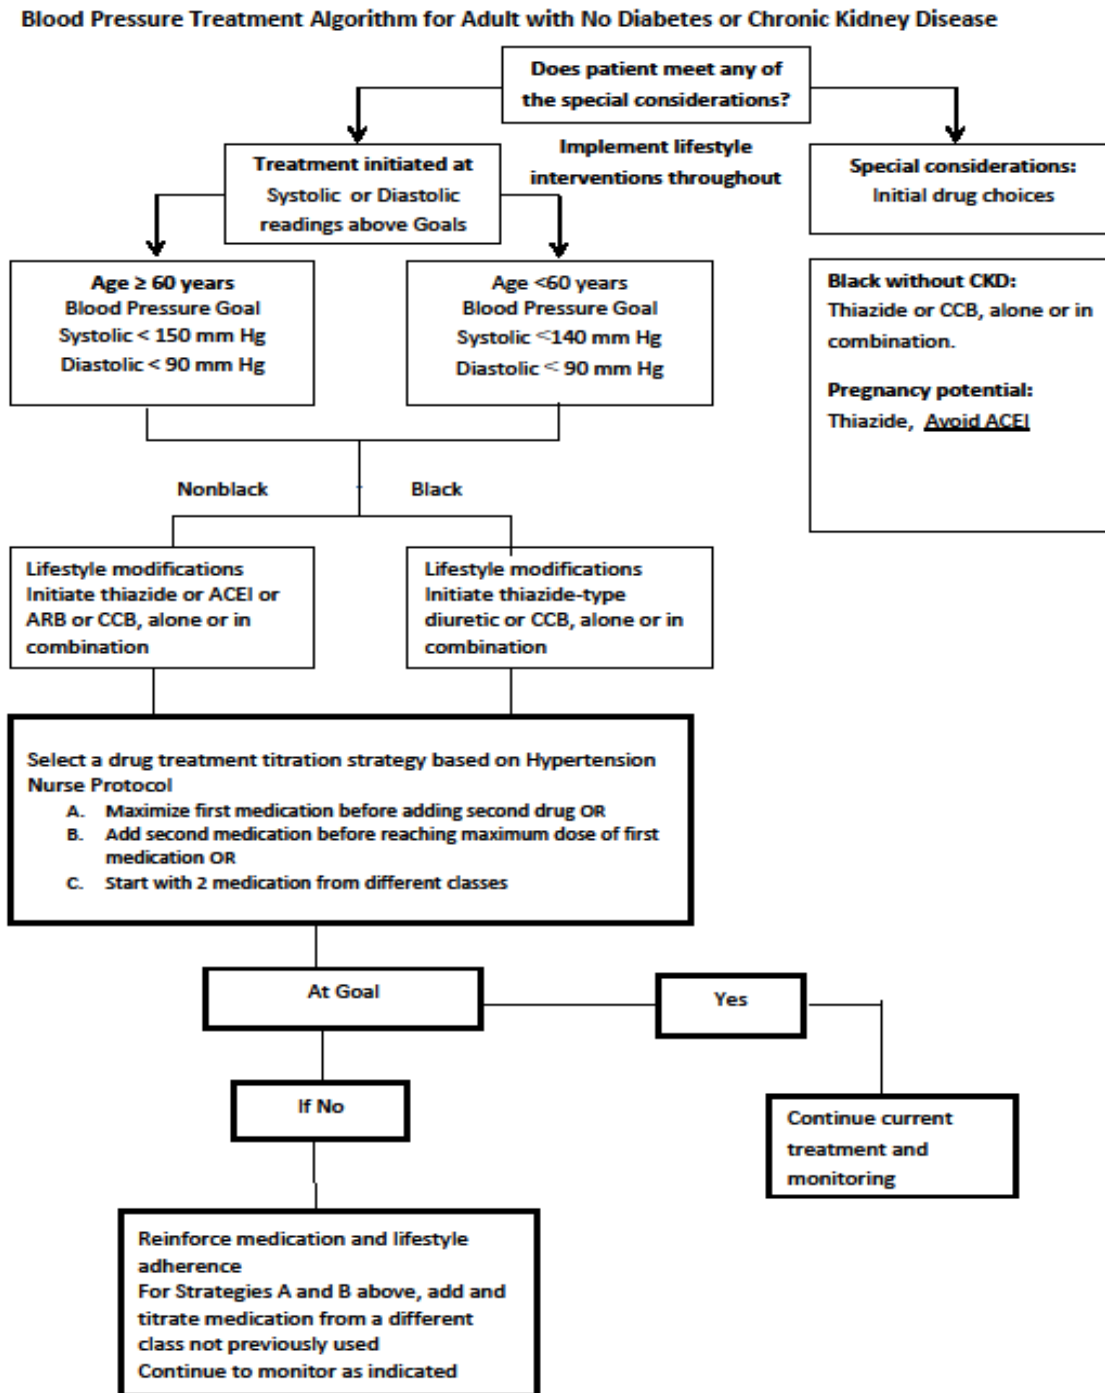 Blood Pressure Treatment Algorithm for Adult with No Diabetes or Chronic Kidney Disease
Does patient meet any of
the special considerations?
Implement lifestyle
interventions throughout
Treatment initiated at
Systolic or Diastolic
readings above Goals
Special considerations:
Initial drug choices
Age ≥ 60 years
Blood Pressure Goal
Systolic < 150 mm Hg
Diastolic < 90 mm Hg
Age <60 years
Blood Pressure Goal
Systolic <140 mm Hg
Diastolic < 90 mm Hg
Black without CKD:
Thiazide or CCB, alone or in
combination.
Pregnancy potential:
Thiazide, Avoid ACEI
Nonblack
Black
Lifestyle modifications
Initiate thiazide or ACEI or
ARB or CCB, alone or in
combination
Lifestyle modifications
Initiate thiazide-type
diuretic or CCB, alone or in
combination
Select a drug treatment titration strategy based on Hypertension
Nurse Protocol
A. Maximize first medication before adding second drug OR
B. Add second medication before reaching maximum dose of first
medication OR
C. Start with 2 medication from different classes
At Goal
Yes
If No
Continue current
treatment and
monitoring
Reinforce medication and lifestyle
adherence
For Strategies A and B above, add and
titrate medication from a different
class not previously used
Continue to monitor as indicated